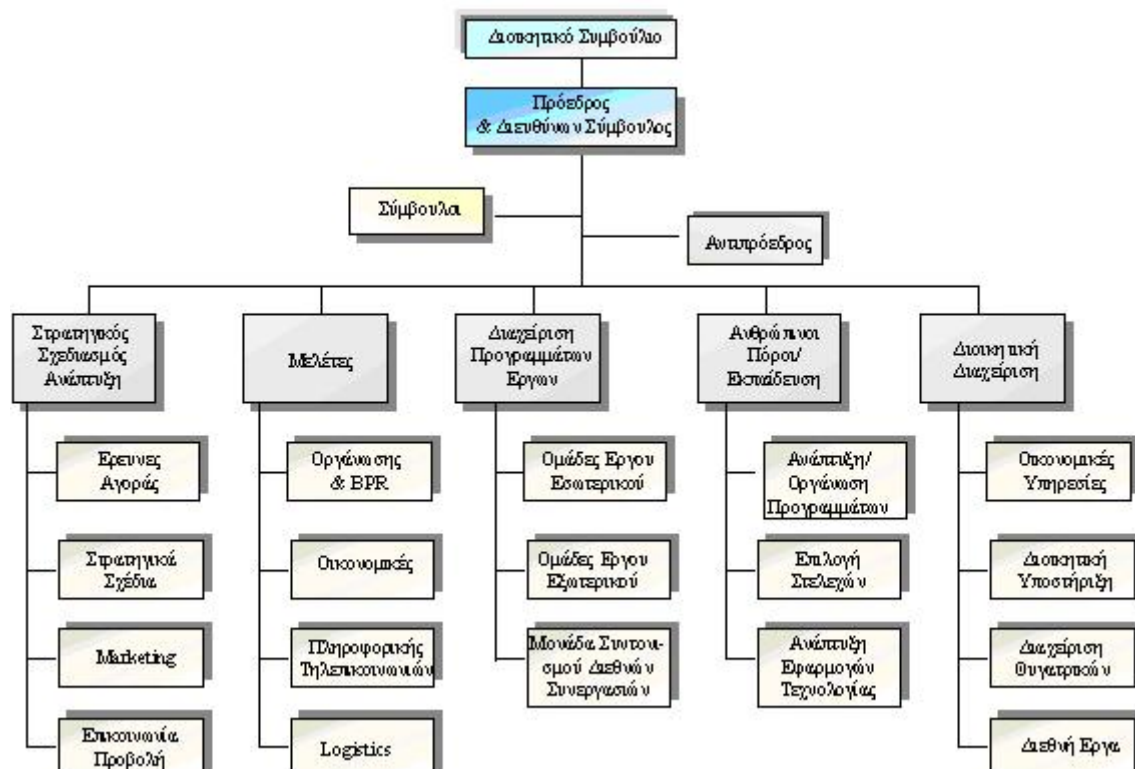 Διοικητικό Συμβούλιο
Πρόεδρος
& Διευθύνων Σύμβουλος
Σύμβουλοι
Αντιπρόεδρος
Στρατηγικός
Σχεδιασμός
Ανάπτυξη
Μελέτες
Διαχείριση
Προγραμμάτων
Εργων
Ανθρώπινοι
Πόροι/
Εκπαίδευση
Διοικητική
Διαχείριση
Ερευνες
Αγοράς
Στρατηγικά
Σχέδια
Marketing
Επικοινωνία
Προβολή
Οργάνωσης
& BPR
Οικονομικές
Πληροφορικής
Τηλεπικοινωνιών
Logistics
Ομάδες Εργου
Εσωτερικού
Ομάδες Εργου
Εξωτερικού
Μονάδα Συντονι-
σμού Διεθνών
Συνεργασιών
Ανάπτυξη/
Οργάνωση
Προγραμμάτων
Επιλογή
Στελεχών
Ανάπτυξη
Εφαρμογών
Τεχνολογίας
Οικονομικές
Υπηρεσίες
Διοικητική
Υποστήριξη
Διαχείριση
Θυγατρικών
Διεθνή Εργα